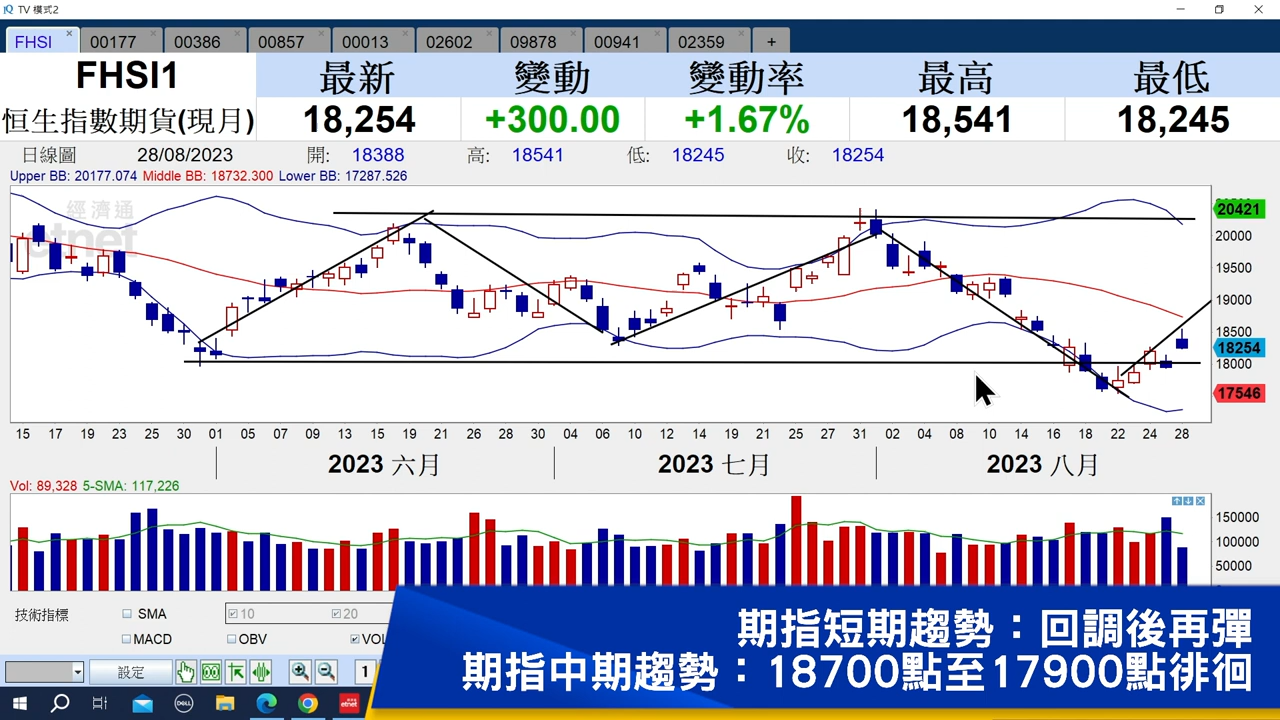 TV 模式2
FHSI 00177 00386 00857 00013 02602 09878 00941 02359 +
FHSI1 最新 變動 變動率 最高 最低
恒生指數期貨(現月) 18,254 +300.00 +1.67% 18,541 18,245
日線圖 28/08/2023 開: 18388 高: 18541 低: 18245 收: 18254
Upper BB: 20177.074 Middle BB: 18732.300 Lower BB: 17287.526
經濟通
etnet
20421
20000
19500
19000
18500
18254
18000
17546
15 17 19 23 25 30 01 05 07 09 13 15 19 21 26 28 30 04 06 10 12 14 19 21 25 27 31 02 04 08 10 14 16 18 22 24 28
2023 六月 2023 七月 2023 八月
Vol: 89,328 5-SMA: 117,226
150000
100000
50000
技術指標 SMA 10 20
MACD OBV VOL
設定 1
期指短期趨勢：回調後再彈
期指中期趨勢：18700點至17900點徘徊
DELL
etnet